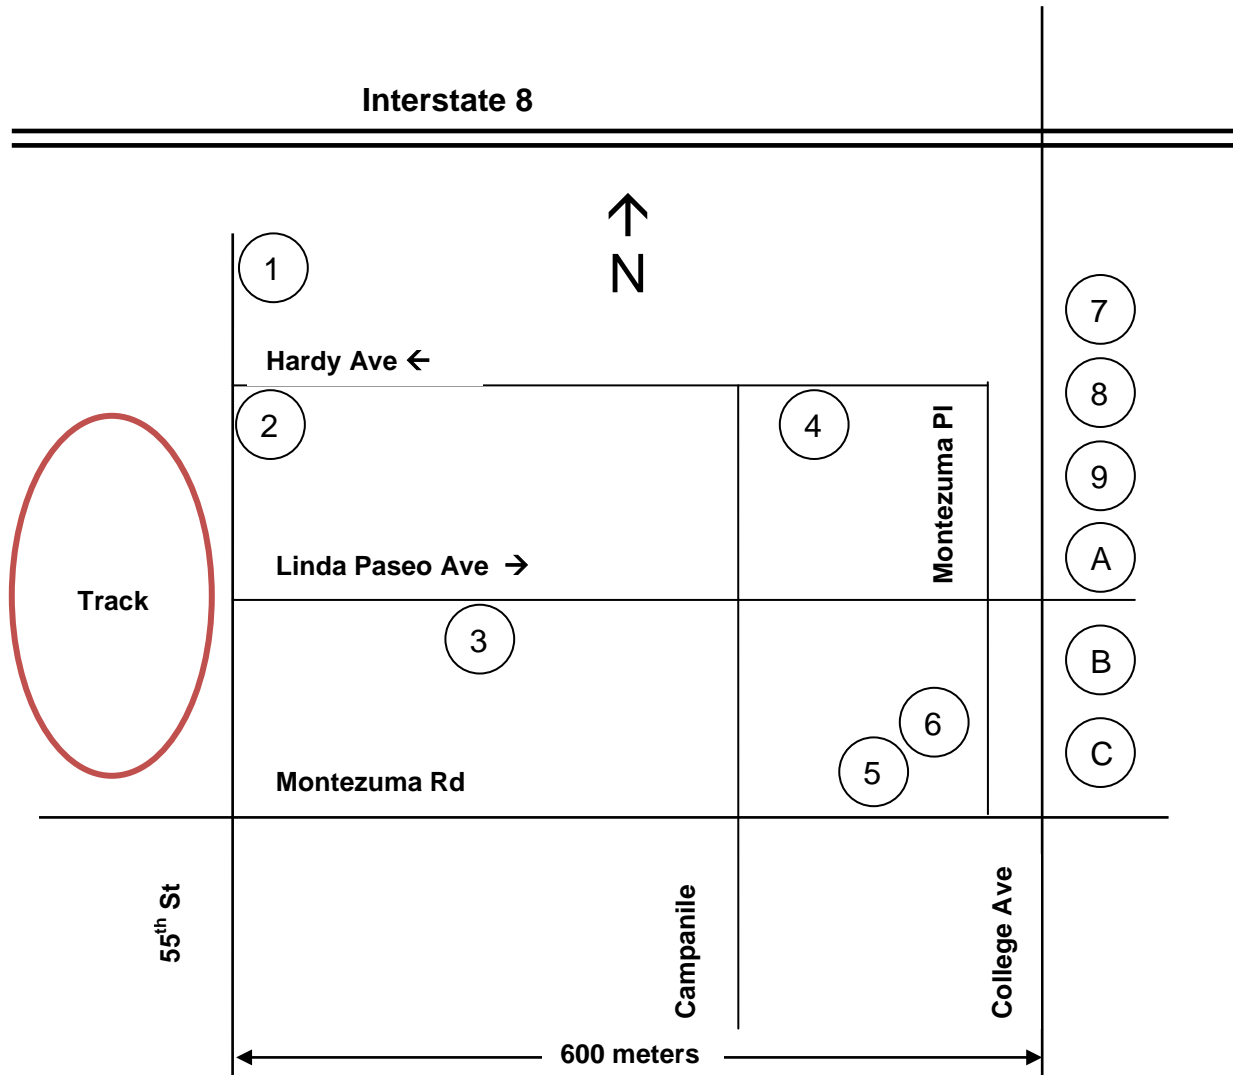 Interstate 8
N
1
7
Hardy Ave ←
8
2
4
Montezuma Pl
9
Linda Paseo Ave →
A
Track
3
B
6
5
C
Montezuma Rd
55th St
Campanile
College Ave
600 meters